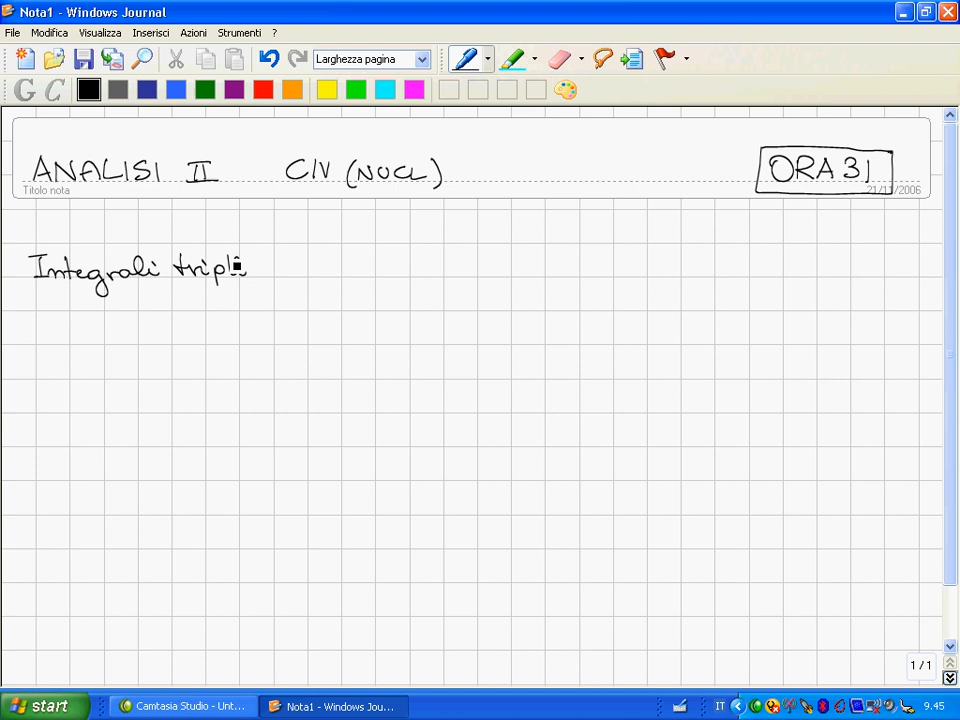 Nota1 - Windows Journal
File Modifica Visualizza Inserisci Azioni Strumenti ?
Larghezza pagina
G C
ANALISI II CIV (NUCL) ORA 31
Titolo nota 21/11/2006
Integrali tripli
1 / 1
start Camtasia Studio - Unt... Nota1 - Windows Jou... IT 9.45